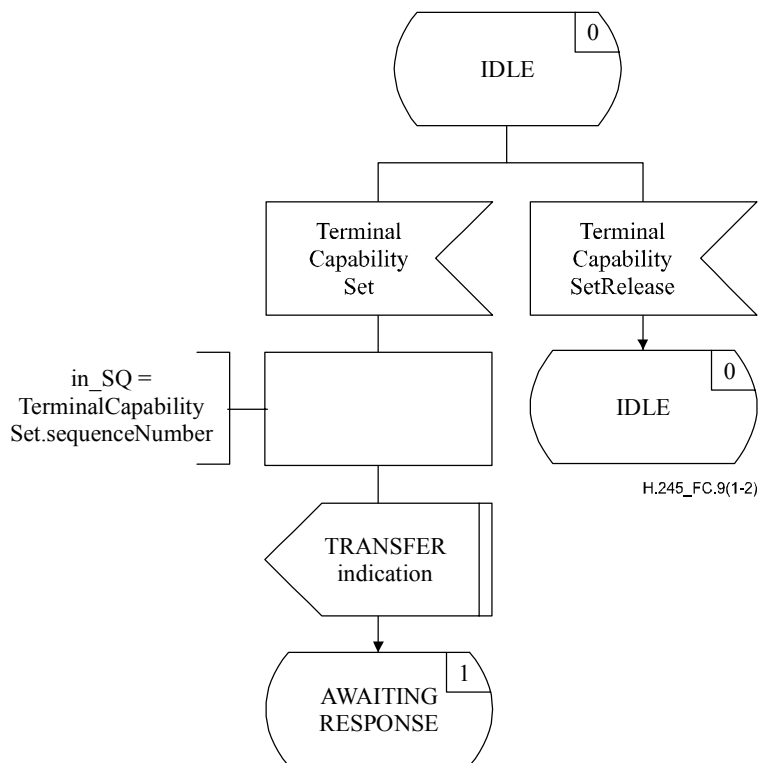 0
IDLE
Terminal
Capability
Set
Terminal
Capability
SetRelease
in_SQ =
TerminalCapability
Set.sequenceNumber
0
IDLE
H.245_FC.9(1-2)
TRANSFER
indication
1
AWAITING
RESPONSE